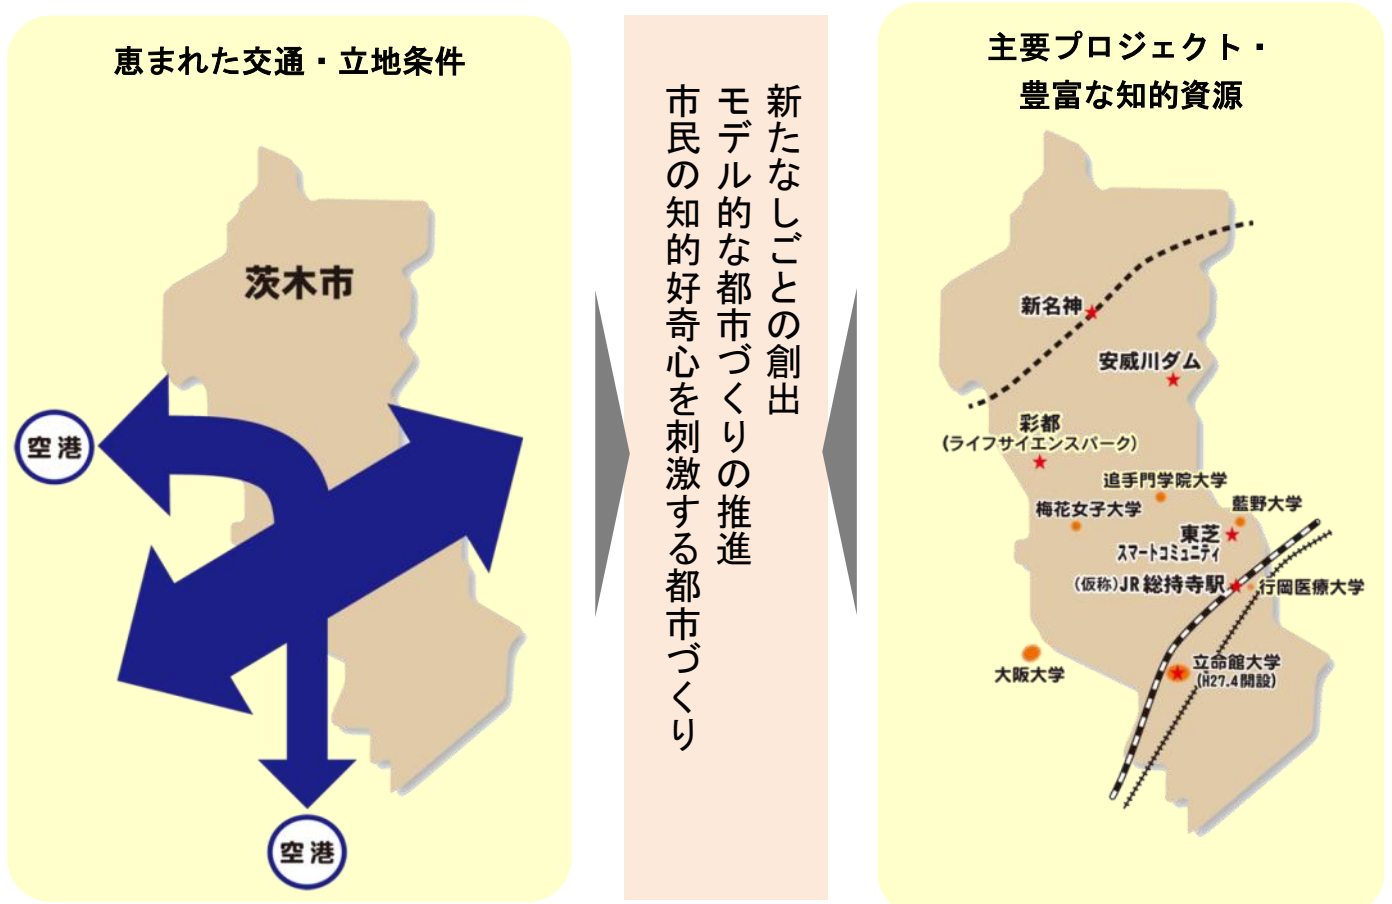 恵まれた交通・立地条件
茨木市
空港
空港
新たなしごとの創出
モデル的な都市づくりの推進
市民の知的好奇心を刺激する都市づくり
主要プロジェクト・
豊富な知的資源
新名神
安威川ダム
彩都
(ライフサイエンスパーク)
追手門学院大学
梅花女子大学
藍野大学
東芝
スマートコミュニティ
(仮称)JR総持寺駅
行岡医療大学
大阪大学
立命館大学
(H27.4開設)